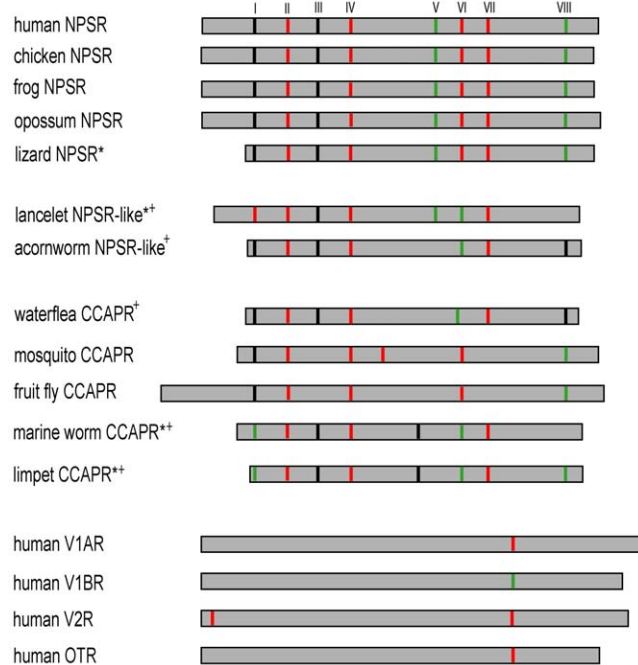 I II III IV V VI VII VIII
human NPSR
chicken NPSR
frog NPSR
opossum NPSR
lizard NPSR*
lancelet NPSR-like*+
acornworm NPSR-like+
waterflea CCAPR+
mosquito CCAPR
fruit fly CCAPR
marine worm CCAPR*+
limpet CCAPR*+
human V1AR
human V1BR
human V2R
human OTR